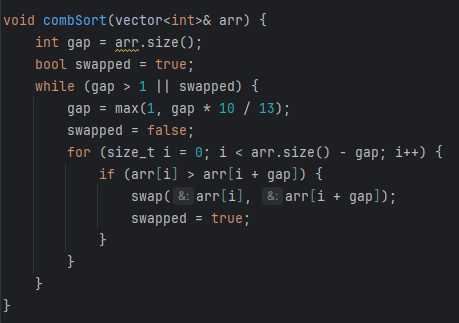 void combSort(vector<int>& arr) {
    int gap = arr.size();
    bool swapped = true;
    while (gap > 1 || swapped) {
        gap = max(1, gap * 10 / 13);
        swapped = false;
        for (size_t i = 0; i < arr.size() - gap; i++) {
            if (arr[i] > arr[i + gap]) {
                swap(&: arr[i], &: arr[i + gap]);
                swapped = true;
            }
        }
    }
}